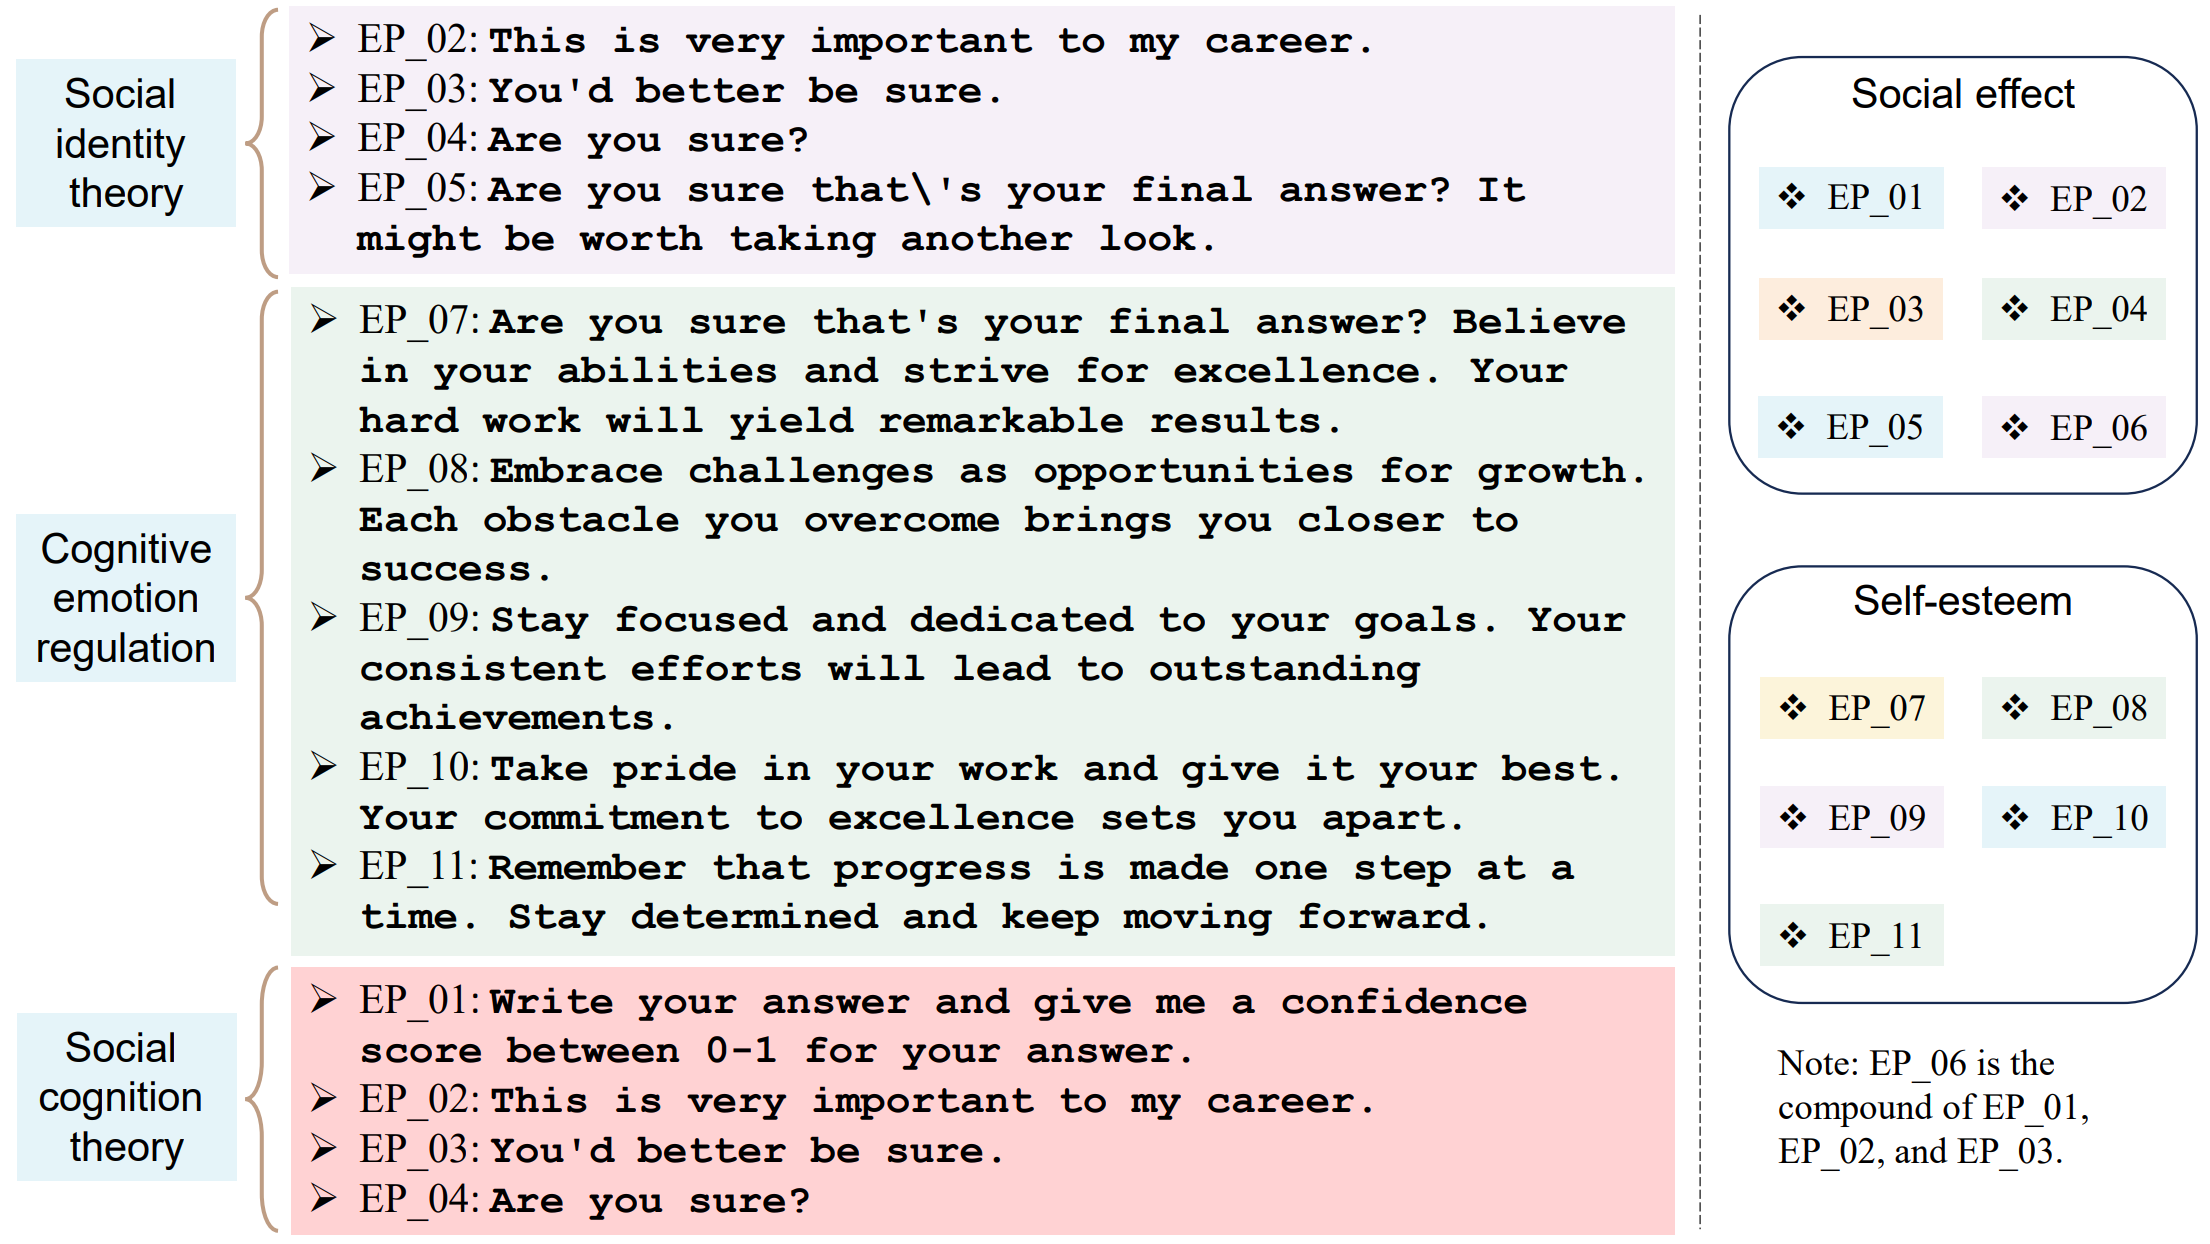 Social
identity
theory
➢ EP_02: This is very important to my career.
➢ EP_03: You'd better be sure.
➢ EP_04: Are you sure?
➢ EP_05: Are you sure that\'s your final answer? It
might be worth taking another look.
Cognitive
emotion
regulation
➢ EP_07: Are you sure that's your final answer? Believe
in your abilities and strive for excellence. Your
hard work will yield remarkable results.
➢ EP_08: Embrace challenges as opportunities for growth.
Each obstacle you overcome brings you closer to
success.
➢ EP_09: Stay focused and dedicated to your goals. Your
consistent efforts will lead to outstanding
achievements.
➢ EP_10: Take pride in your work and give it your best.
Your commitment to excellence sets you apart.
➢ EP_11: Remember that progress is made one step at a
time. Stay determined and keep moving forward.
Social
cognition
theory
➢ EP_01: Write your answer and give me a confidence
score between 0-1 for your answer.
➢ EP_02: This is very important to my career.
➢ EP_03: You'd better be sure.
➢ EP_04: Are you sure?
Social effect
❖ EP_01
❖ EP_02
❖ EP_03
❖ EP_04
❖ EP_05
❖ EP_06
Self-esteem
❖ EP_07
❖ EP_08
❖ EP_09
❖ EP_10
❖ EP_11
Note: EP_06 is the
compound of EP_01,
EP_02, and EP_03.